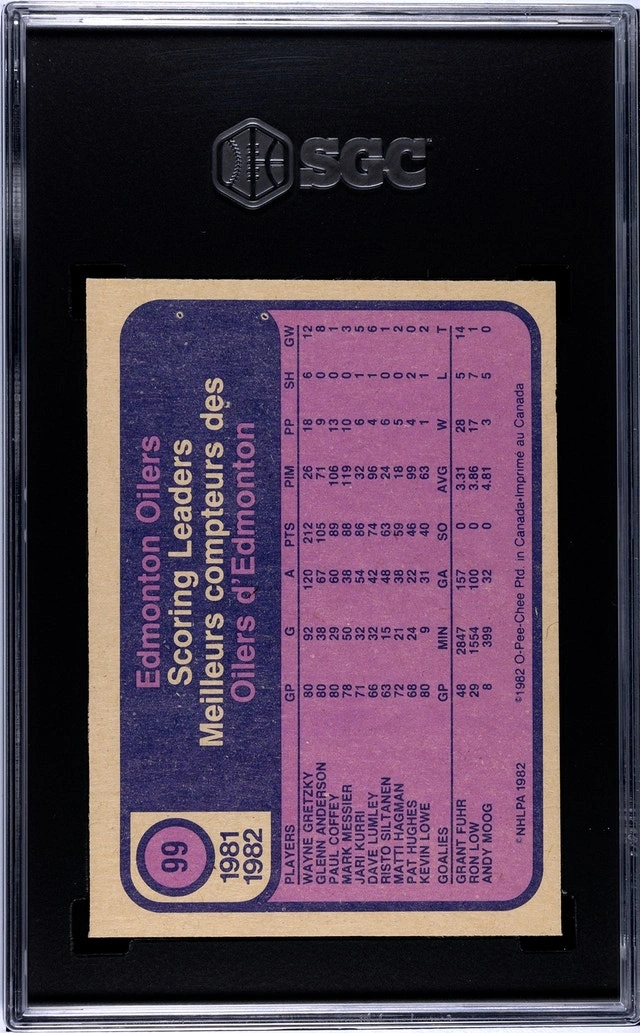 SGC
99
1981
1982
Edmonton Oilers
Scoring Leaders
Meilleurs compteurs des
Oilers d'Edmonton
PLAYERS GP G A PTS PIM PP SH GW
WAYNE GRETZKY 80 92 120 212 26 18 6 12
GLENN ANDERSON 80 38 67 105 71 9 0 8
PAUL COFFEY 80 29 60 89 106 13 0 1
MARK MESSIER 78 50 38 88 119 10 0 3
JARI KURRI 71 32 54 86 32 6 1 5
DAVE LUMLEY 66 32 42 74 96 4 1 6
RISTO SILTANEN 63 15 48 63 24 6 0 1
MATTI HAGMAN 72 21 38 59 18 5 0 2
PAT HUGHES 68 24 22 46 99 4 2 0
KEVIN LOWE 80 9 31 40 63 1 1 2
GOALIES GP MIN GA SO AVG W L T
GRANT FUHR 48 2847 157 0 3.31 28 5 14
RON LOW 29 1554 100 0 3.86 17 7 1
ANDY MOOG 8 399 32 0 4.81 3 5 0
©NHLPA 1982 ©1982 O-Pee-Chee Ptd. in Canada•Imprimé au Canada